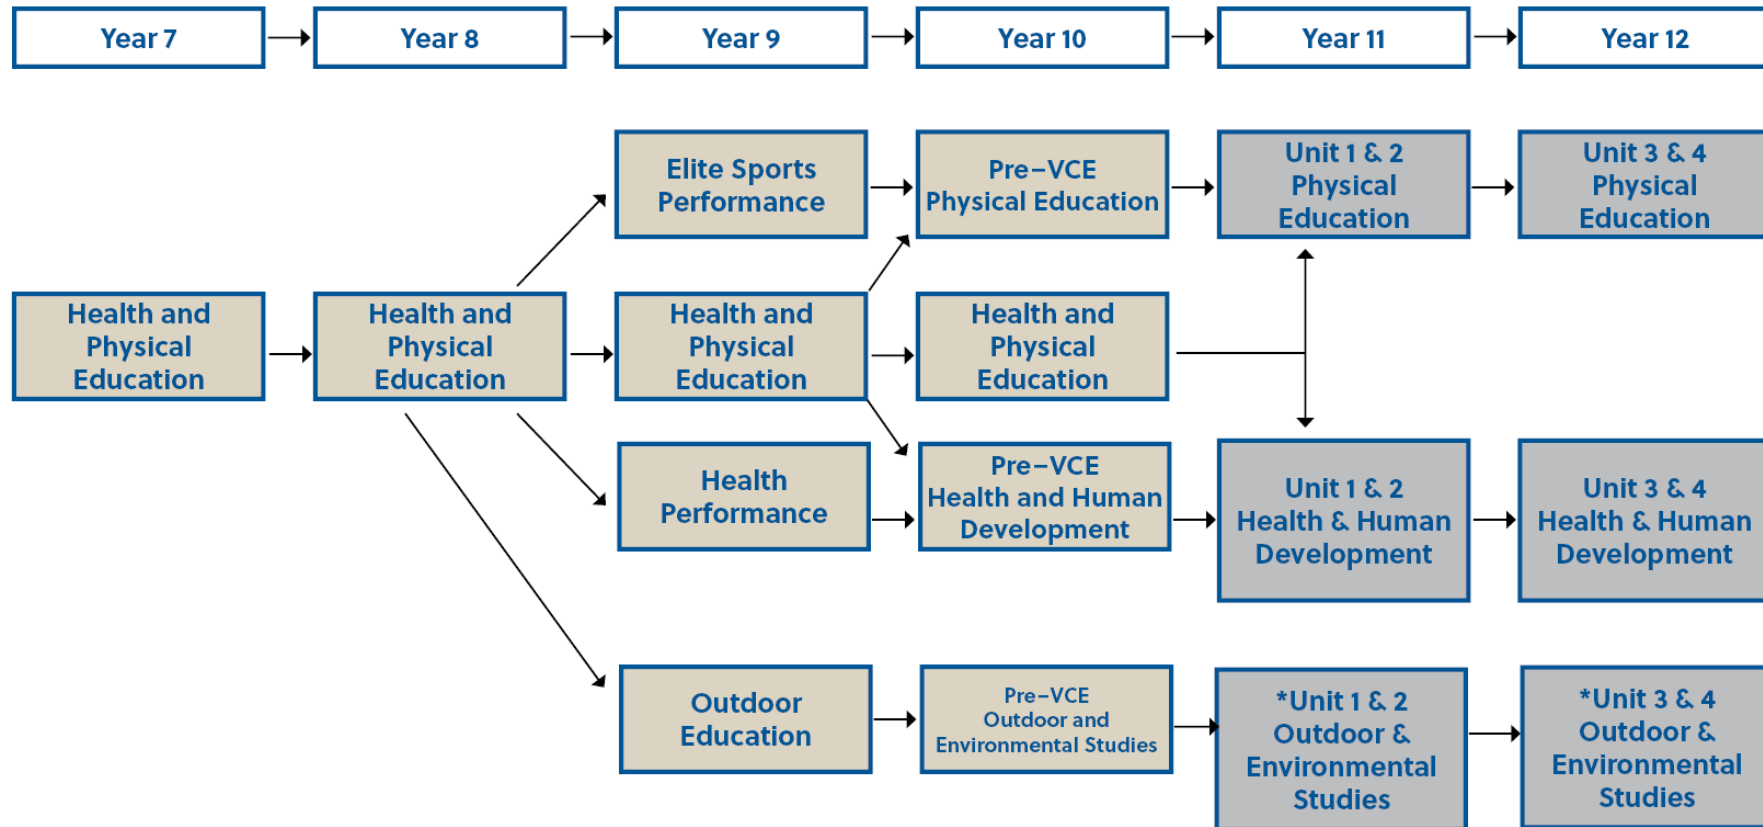 Year 7
Year 8
Year 9
Year 10
Year 11
Year 12
Elite Sports
Performance
Pre–VCE
Physical Education
Unit 1 & 2
Physical
Education
Unit 3 & 4
Physical
Education
Health and
Physical
Education
Health and
Physical
Education
Health and
Physical
Education
Health and
Physical
Education
Health
Performance
Pre–VCE
Health and Human
Development
Unit 1 & 2
Health & Human
Development
Unit 3 & 4
Health & Human
Development
Outdoor
Education
Pre–VCE
Outdoor and
Environmental Studies
*Unit 1 & 2
Outdoor &
Environmental
Studies
*Unit 3 & 4
Outdoor &
Environmental
Studies